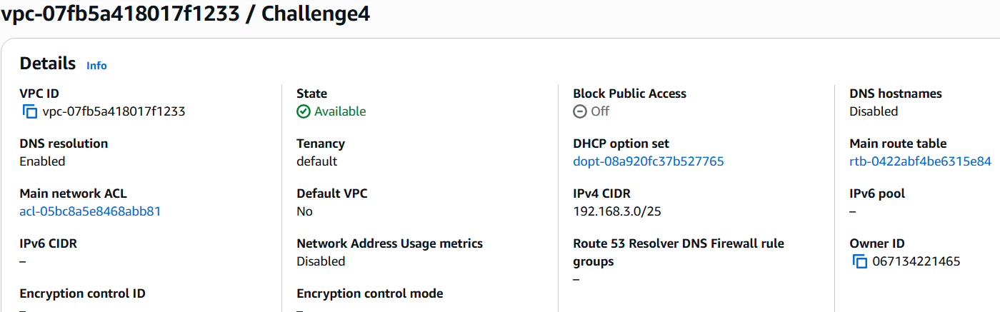 vpc-07fb5a418017f1233 / Challenge4
Details Info
VPC ID
vpc-07fb5a418017f1233
State
Available
Block Public Access
Off
DNS hostnames
Disabled
DNS resolution
Enabled
Tenancy
default
DHCP option set
dopt-08a920fc37b527765
Main route table
rtb-0422abf4be6315e84
Main network ACL
acl-05bc8a5e8468abb81
Default VPC
No
IPv4 CIDR
192.168.3.0/25
IPv6 pool
–
IPv6 CIDR
–
Network Address Usage metrics
Disabled
Route 53 Resolver DNS Firewall rule
groups
–
Owner ID
067134221465
Encryption control ID
–
Encryption control mode
–